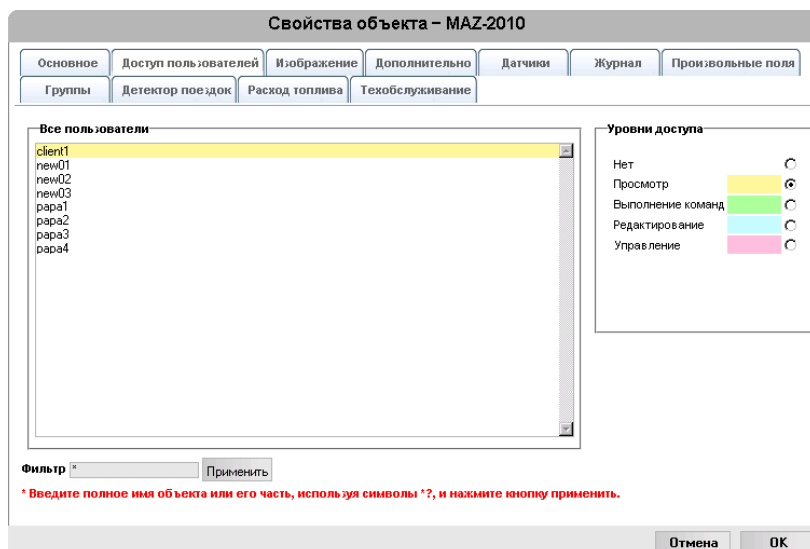 Свойства объекта – MAZ-2010
Основное Доступ пользователей Изображение Дополнительно Датчики Журнал Произвольные поля
Группы Детектор поездок Расход топлива Техобслуживание
Все пользователи
client1
new01
new02
new03
papa1
papa2
papa3
papa4
Уровни доступа
Нет
Просмотр
Выполнение команд
Редактирование
Управление
Фильтр * Применить
* Введите полное имя объекта или его часть, используя символы *?, и нажмите кнопку применить.
Отмена OK